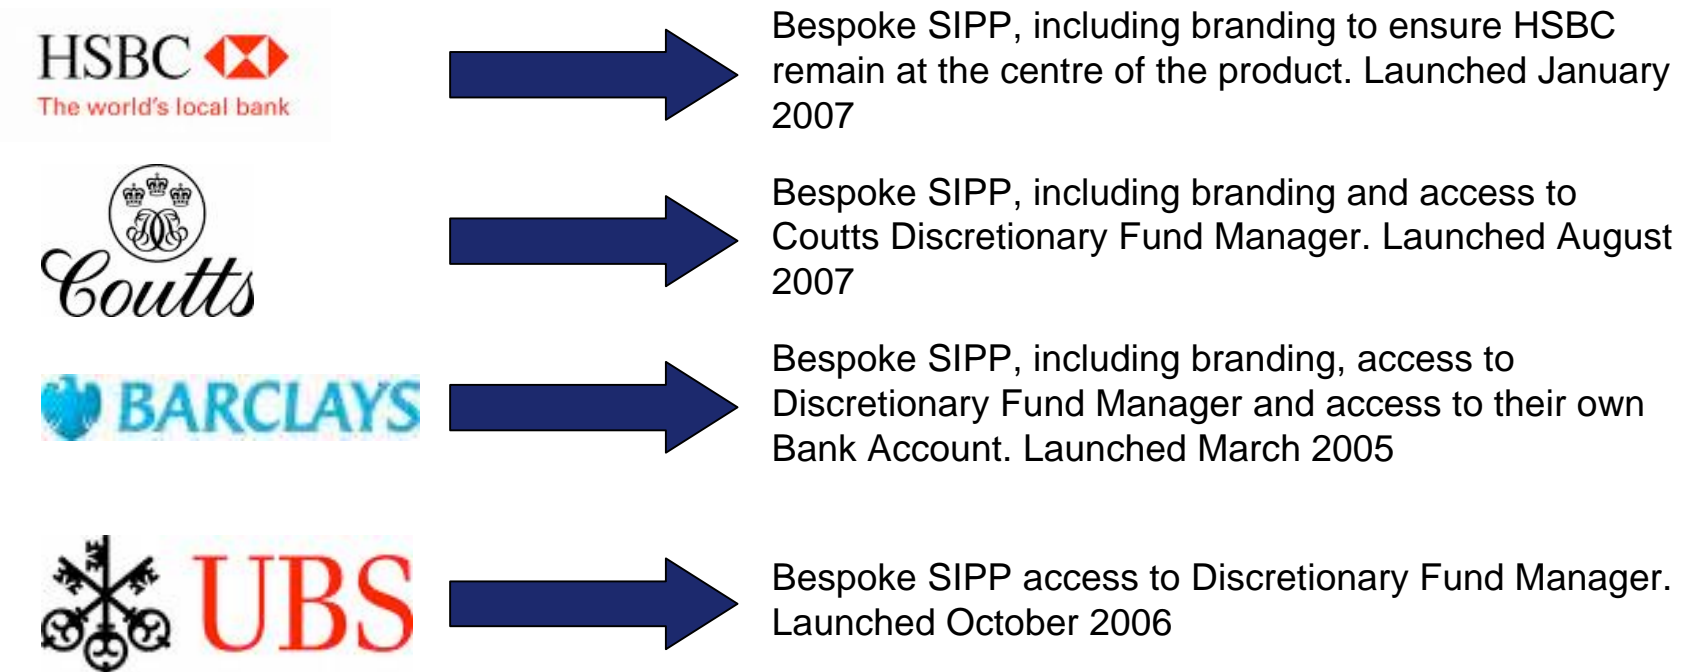 HSBC
The world's local bank
Bespoke SIPP, including branding to ensure HSBC
remain at the centre of the product. Launched January
2007
Coutts
Bespoke SIPP, including branding and access to
Coutts Discretionary Fund Manager. Launched August
2007
BARCLAYS
Bespoke SIPP, including branding, access to
Discretionary Fund Manager and access to their own
Bank Account. Launched March 2005
UBS
Bespoke SIPP access to Discretionary Fund Manager.
Launched October 2006